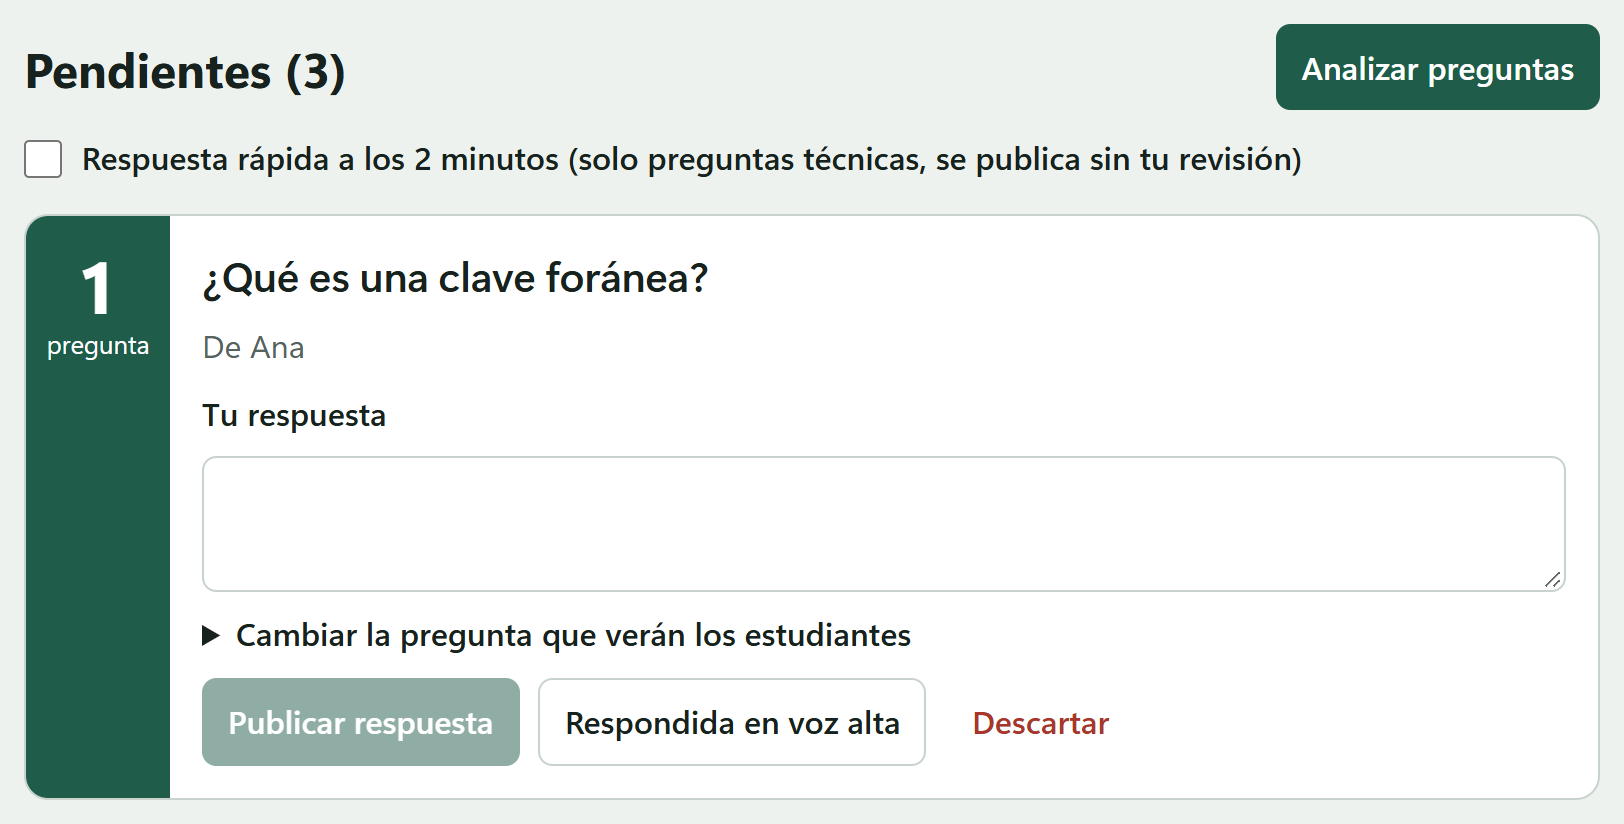 Pendientes (3)
Analizar preguntas
Respuesta rápida a los 2 minutos (solo preguntas técnicas, se publica sin tu revisión)
1
pregunta
¿Qué es una clave foránea?
De Ana
Tu respuesta
Cambiar la pregunta que verán los estudiantes
Publicar respuesta
Respondida en voz alta
Descartar